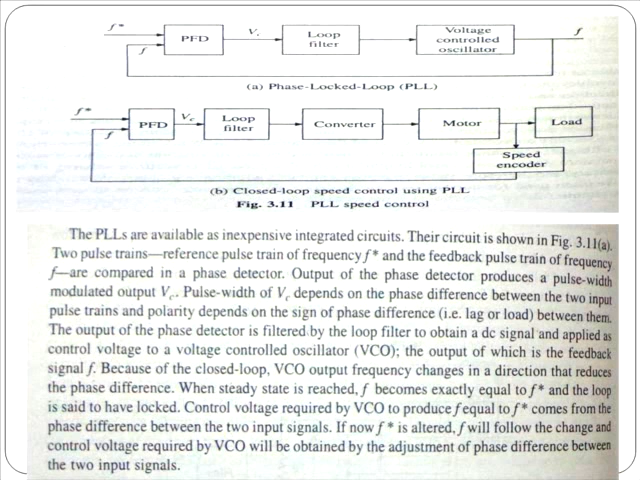 f*
f
PFD
Vc
Loop
filter
Voltage
controlled
oscillator
f
(a) Phase-Locked-Loop (PLL)
f*
f
PFD
Vc
Loop
filter
Converter
Motor
Load
Speed
encoder
(b) Closed-loop speed control using PLL
Fig. 3.11 PLL speed control
The PLLs are available as inexpensive integrated circuits. Their circuit is shown in Fig. 3.11(a).
Two pulse trains—reference pulse train of frequency f* and the feedback pulse train of frequency
f—are compared in a phase detector. Output of the phase detector produces a pulse-width
modulated output Vc. Pulse-width of Vc depends on the phase difference between the two input
pulse trains and polarity depends on the sign of phase difference (i.e. lag or load) between them.
The output of the phase detector is filtered by the loop filter to obtain a dc signal and applied as
control voltage to a voltage controlled oscillator (VCO); the output of which is the feedback
signal f. Because of the closed-loop, VCO output frequency changes in a direction that reduces
the phase difference. When steady state is reached, f becomes exactly equal to f* and the loop
is said to have locked. Control voltage required by VCO to produce f equal to f* comes from the
phase difference between the two input signals. If now f* is altered, f will follow the change and
control voltage required by VCO will be obtained by the adjustment of phase difference between
the two input signals.